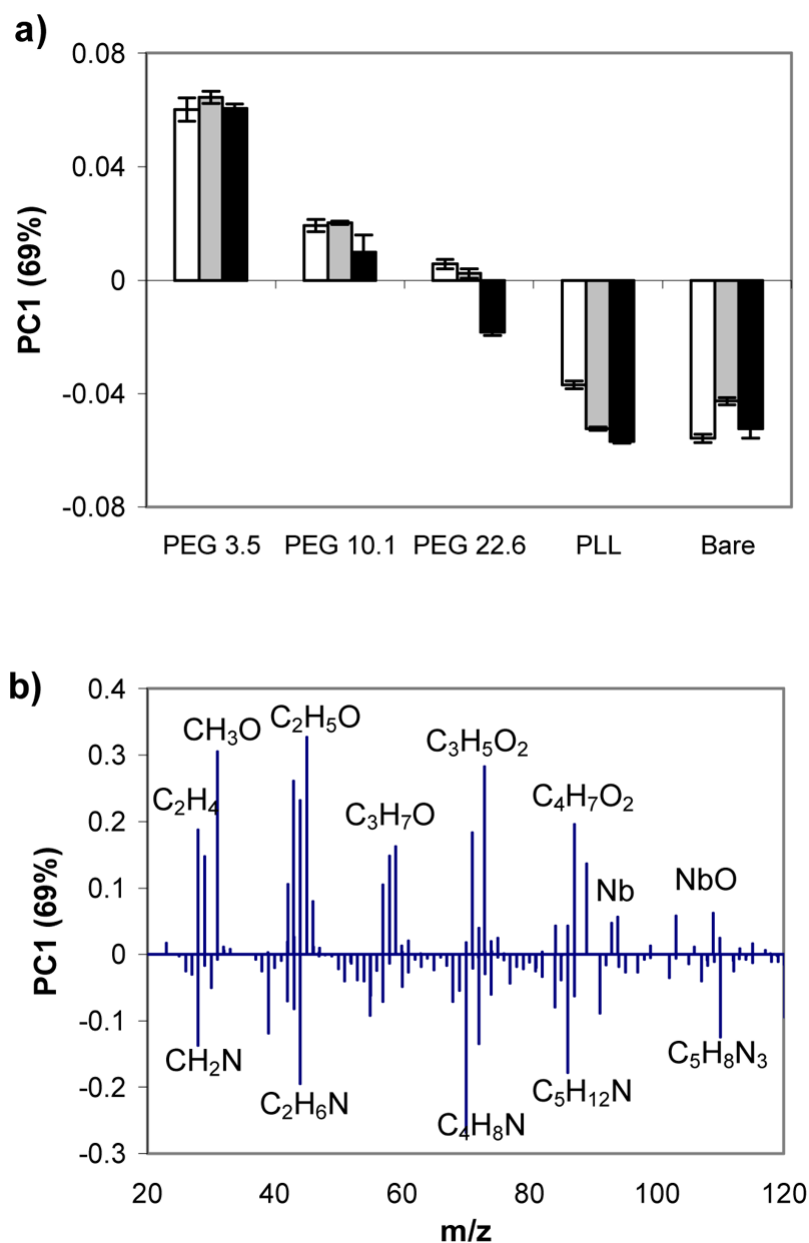 a)
0.08
0.04
0
-0.04
-0.08
PC1 (69%)
PEG 3.5 PEG 10.1 PEG 22.6 PLL Bare
b)
0.4
0.3
0.2
0.1
0
-0.1
-0.2
-0.3
PC1 (69%)
C₂H₅O
CH₃O
C₃H₅O₂
C₂H₄
C₄H₇O₂
C₃H₇O
Nb
NbO
CH₂N
C₅H₈N₃
C₅H₁₂N
C₂H₆N
C₄H₈N
20 40 60 80 100 120
m/z